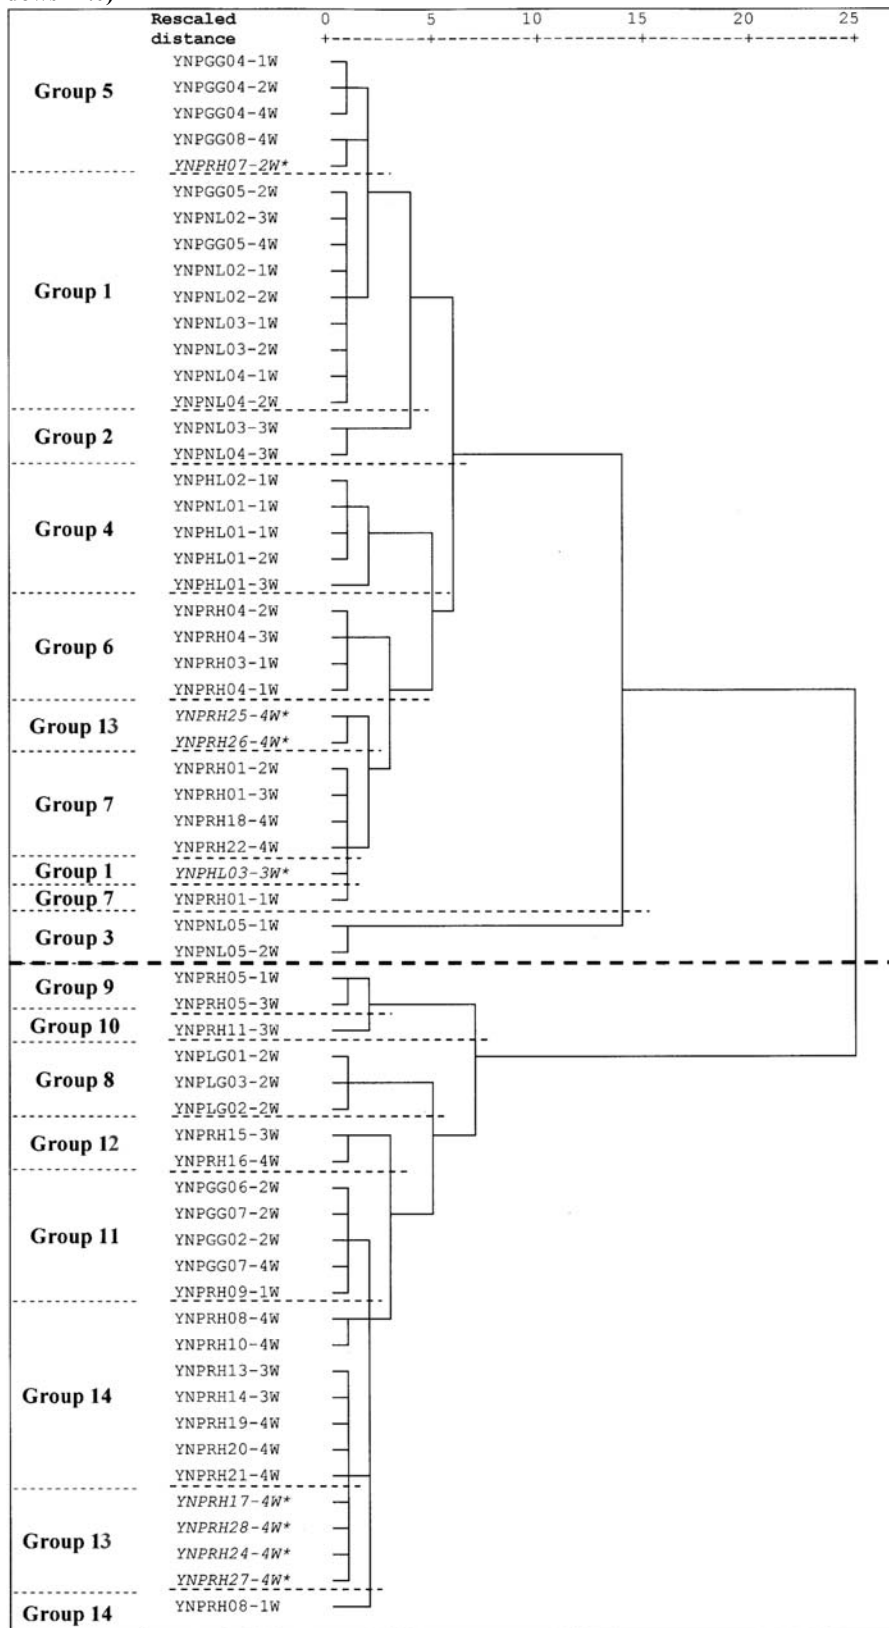 Rescaled 0 5 10 15 20 25
distance +---------+---------+---------+---------+---------+
YNPGG04-1W
Group 5 YNPGG04-2W
YNPGG04-4W
YNPGG08-4W
YNPRH07-2W*
YNPGG05-2W
YNPNL02-3W
YNPGG05-4W
YNPNL02-1W
Group 1 YNPNL02-2W
YNPNL03-1W
YNPNL03-2W
YNPNL04-1W
YNPNL04-2W
Group 2 YNPNL03-3W
YNPNL04-3W
YNPHL02-1W
YNPNL01-1W
Group 4 YNPHL01-1W
YNPHL01-2W
YNPHL01-3W
YNPRH04-2W
Group 6 YNPRH04-3W
YNPRH03-1W
YNPRH04-1W
Group 13 YNPRH25-4W*
YNPRH26-4W*
YNPRH01-2W
Group 7 YNPRH01-3W
YNPRH18-4W
YNPRH22-4W
Group 1 YNPHL03-3W*
Group 7 YNPRH01-1W
Group 3 YNPNL05-1W
YNPNL05-2W
Group 9 YNPRH05-1W
YNPRH05-3W
Group 10 YNPRH11-3W
YNPLG01-2W
Group 8 YNPLG03-2W
YNPLG02-2W
Group 12 YNPRH15-3W
YNPRH16-4W
YNPGG06-2W
YNPGG07-2W
Group 11 YNPGG02-2W
YNPGG07-4W
YNPRH09-1W
YNPRH08-4W
YNPRH10-4W
YNPRH13-3W
Group 14 YNPRH14-3W
YNPRH19-4W
YNPRH20-4W
YNPRH21-4W
YNPRH17-4W*
YNPRH28-4W*
Group 13 YNPRH24-4W*
YNPRH27-4W*
Group 14 YNPRH08-1W